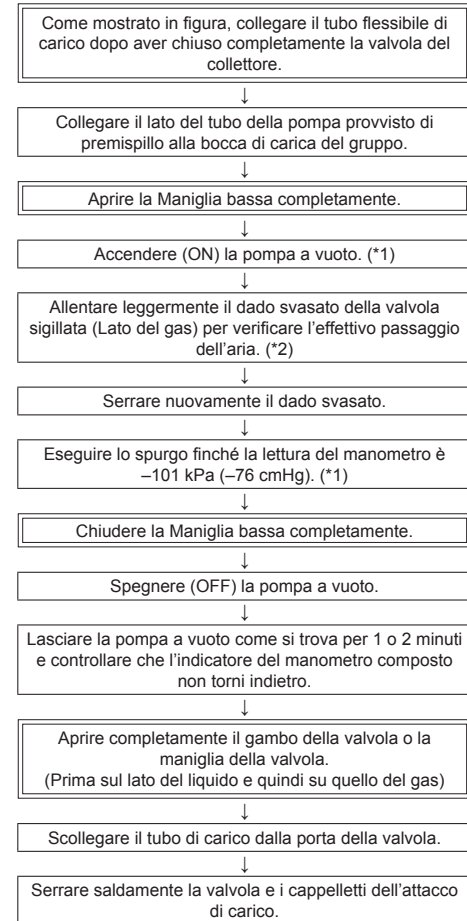 Come mostrato in figura, collegare il tubo flessibile di
carico dopo aver chiuso completamente la valvola del
collettore.
↓
Collegare il lato del tubo della pompa provvisto di
premispillo alla bocca di carica del gruppo.
↓
Aprire la Maniglia bassa completamente.
↓
Accendere (ON) la pompa a vuoto. (*1)
↓
Allentare leggermente il dado svasato della valvola
sigillata (Lato del gas) per verificare l’effettivo passaggio
dell’aria. (*2)
↓
Serrare nuovamente il dado svasato.
↓
Eseguire lo spurgo finché la lettura del manometro è
–101 kPa (–76 cmHg). (*1)
↓
Chiudere la Maniglia bassa completamente.
↓
Spegnere (OFF) la pompa a vuoto.
↓
Lasciare la pompa a vuoto come si trova per 1 o 2 minuti
e controllare che l’indicatore del manometro composto
non torni indietro.
↓
Aprire completamente il gambo della valvola o la
maniglia della valvola.
(Prima sul lato del liquido e quindi su quello del gas)
↓
Scollegare il tubo di carico dalla porta della valvola.
↓
Serrare saldamente la valvola e i cappelletti dell’attacco
di carico.